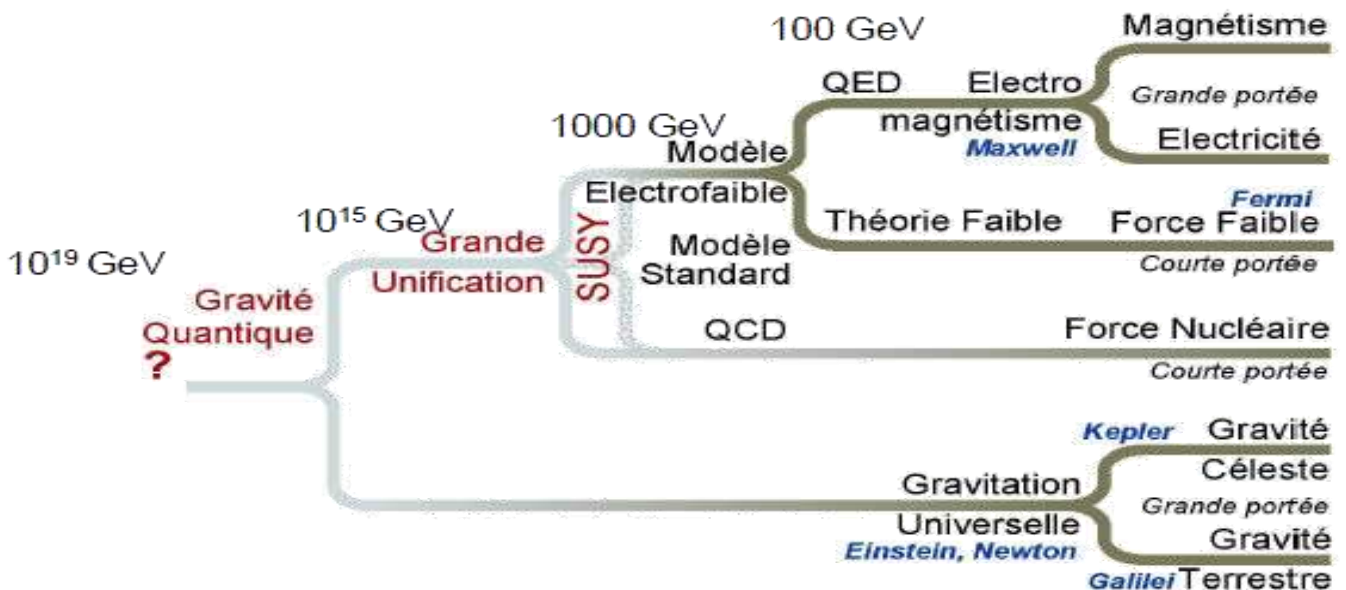 100 GeV
Magnétisme
QED
Electro
magnétisme
Maxwell
Grande portée
Electricité
1000 GeV
Modèle
Electrofaible
Fermi
Théorie Faible
Force Faible
Courte portée
10¹⁵ GeV
Grande
Unification
SUSY
Modèle
Standard
10¹⁹ GeV
Gravité
Quantique
?
QCD
Force Nucléaire
Courte portée
Kepler
Gravité
Céleste
Gravitation
Universelle
Einstein, Newton
Grande portée
Gravité
Galilei Terrestre